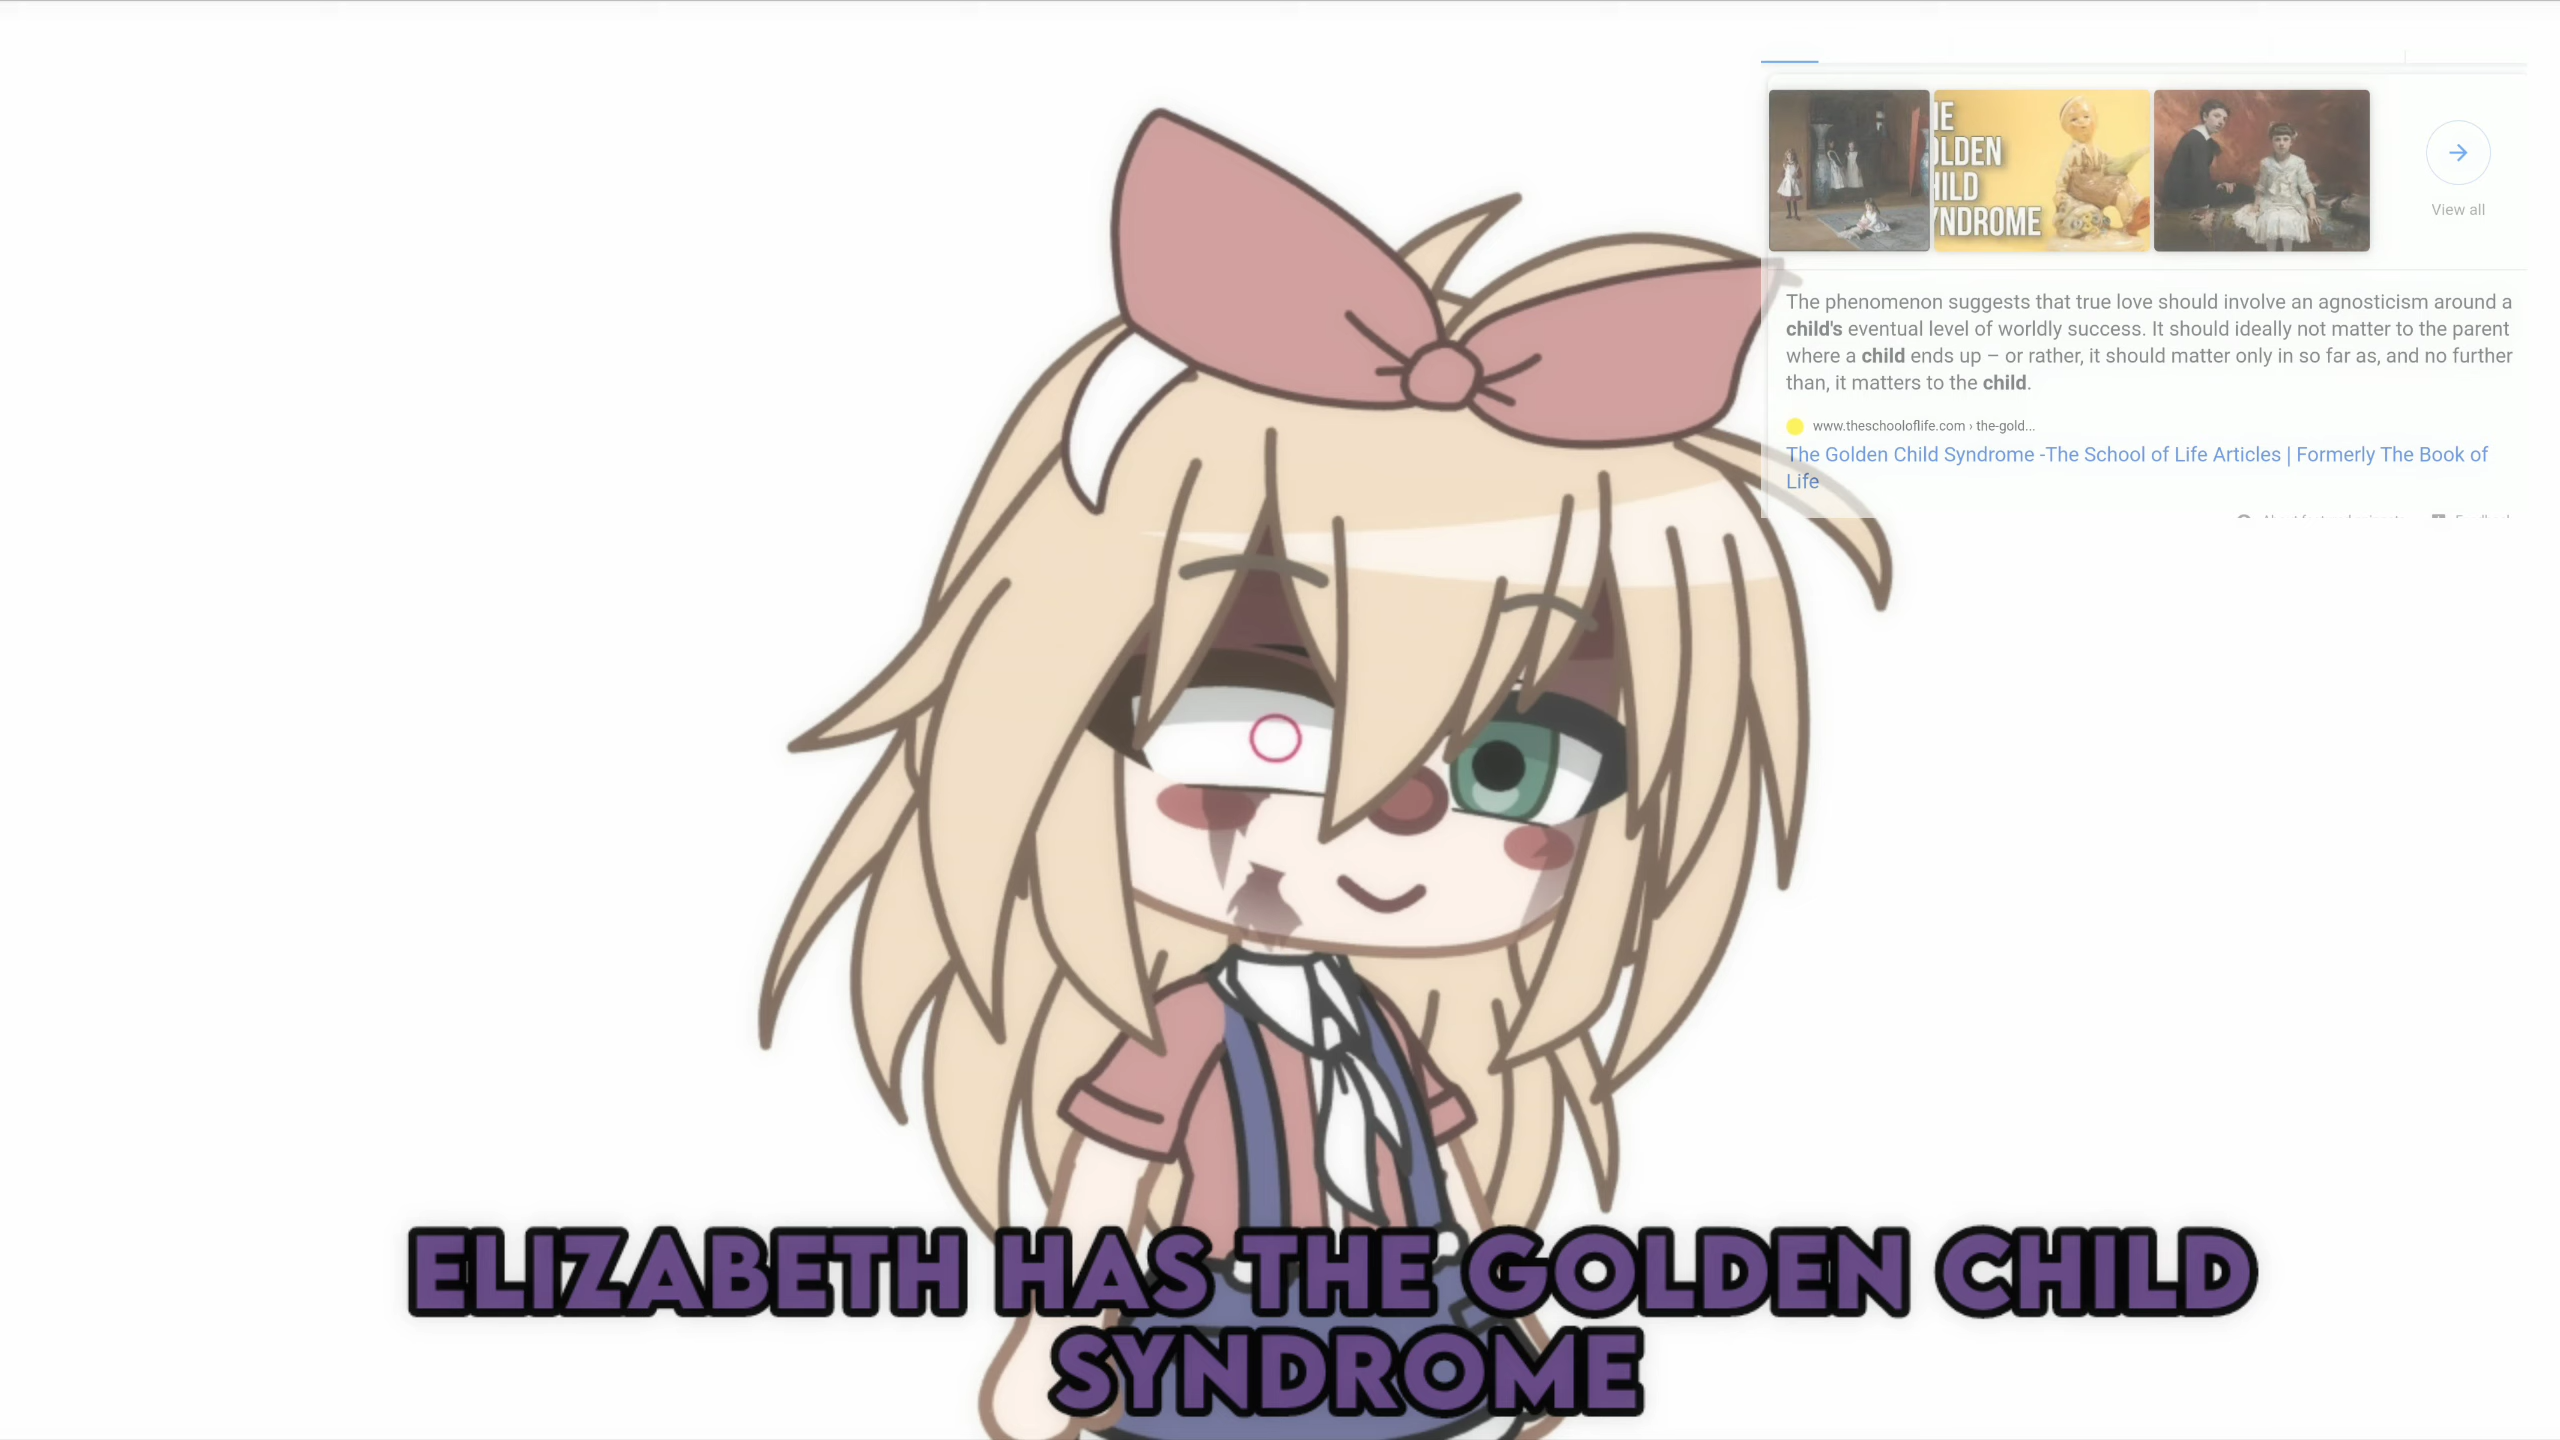 IE
OLDEN
HILD
YNDROME
View all
The phenomenon suggests that true love should involve an agnosticism around a
child's eventual level of worldly success. It should ideally not matter to the parent
where a child ends up – or rather, it should matter only in so far as, and no further
than, it matters to the child.
www.theschooloflife.com › the-gold...
The Golden Child Syndrome -The School of Life Articles | Formerly The Book of
Life
ELIZABETH HAS THE GOLDEN CHILD
SYNDROME